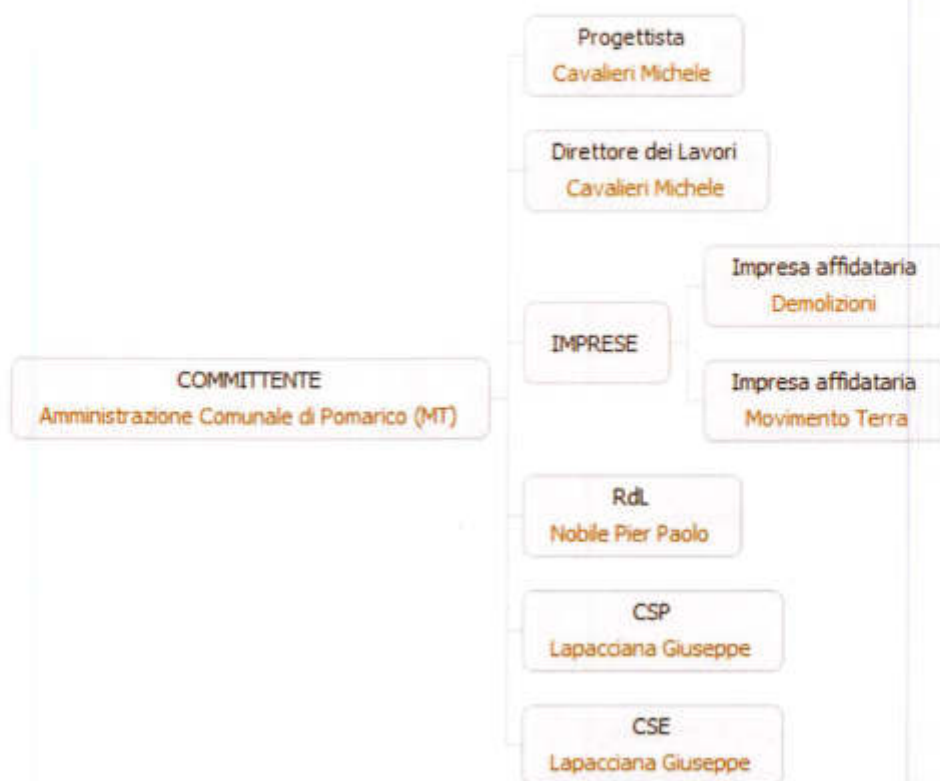 Progettista
Cavalieri Michele
Direttore dei Lavori
Cavalieri Michele
Impresa affidataria
Demolizioni
IMPRESE
Impresa affidataria
Movimento Terra
COMMITTENTE
Amministrazione Comunale di Pomarico (MT)
RdL
Nobile Pier Paolo
CSP
Lapacciana Giuseppe
CSE
Lapacciana Giuseppe